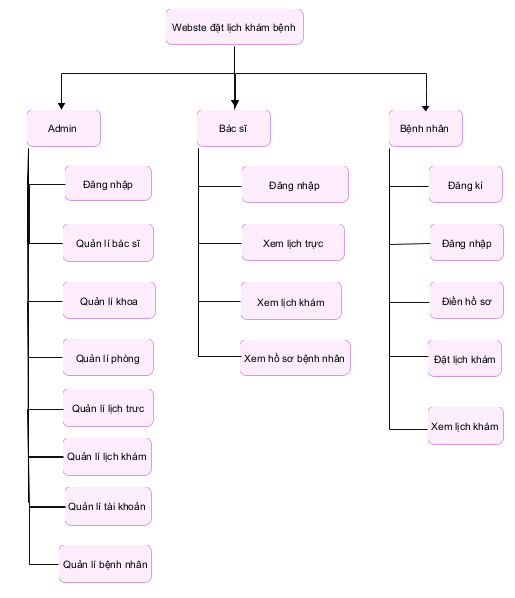 Webste đặt lịch khám bệnh
Admin
Bác sĩ
Bệnh nhân
Đăng nhập
Quản lí bác sĩ
Quản lí khoa
Quản lí phòng
Quản lí lịch trưc
Quản lí lịch khám
Quản lí tài khoản
Quản lí bệnh nhân
Đăng nhập
Xem lịch trực
Xem lịch khám
Xem hồ sơ bệnh nhân
Đăng kí
Đăng nhập
Điền hồ sơ
Đặt lịch khám
Xem lịch khám